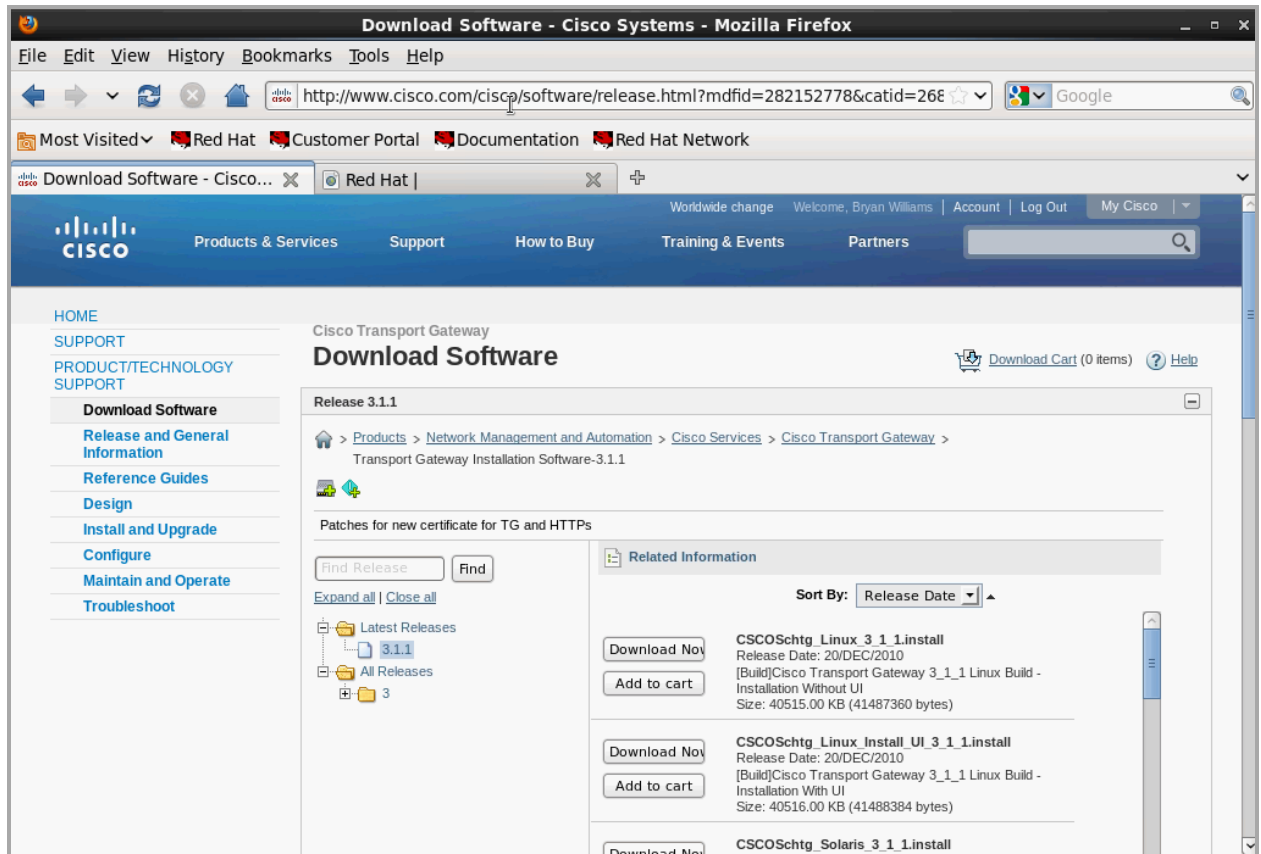 Download Software - Cisco Systems - Mozilla Firefox
File Edit View History Bookmarks Tools Help
http://www.cisco.com/cisco/software/release.html?mdfid=282152778&catid=268
Google
Most Visited Red Hat Customer Portal Documentation Red Hat Network
Download Software - Cisco... Red Hat |
Worldwide change Welcome, Bryan Williams | Account | Log Out My Cisco
CISCO
Products & Services Support How to Buy Training & Events Partners
HOME
SUPPORT
PRODUCT/TECHNOLOGY
SUPPORT
Download Software
Release and General
Information
Reference Guides
Design
Install and Upgrade
Configure
Maintain and Operate
Troubleshoot
Cisco Transport Gateway
Download Software
Download Cart (0 items) ? Help
Release 3.1.1
> Products > Network Management and Automation > Cisco Services > Cisco Transport Gateway >
Transport Gateway Installation Software-3.1.1
Patches for new certificate for TG and HTTPs
Find Release Find
Expand all | Close all
Latest Releases
3.1.1
All Releases
3
Related Information
Sort By: Release Date
Download Now
Add to cart
CSCOSchtg_Linux_3_1_1.install
Release Date: 20/DEC/2010
[Build]Cisco Transport Gateway 3_1_1 Linux Build -
Installation Without UI
Size: 40515.00 KB (41487360 bytes)
Download Now
Add to cart
CSCOSchtg_Linux_Install_UI_3_1_1.install
Release Date: 20/DEC/2010
[Build]Cisco Transport Gateway 3_1_1 Linux Build -
Installation With UI
Size: 40516.00 KB (41488384 bytes)
Download Now
CSCOSchtg_Solaris_3_1_1.install